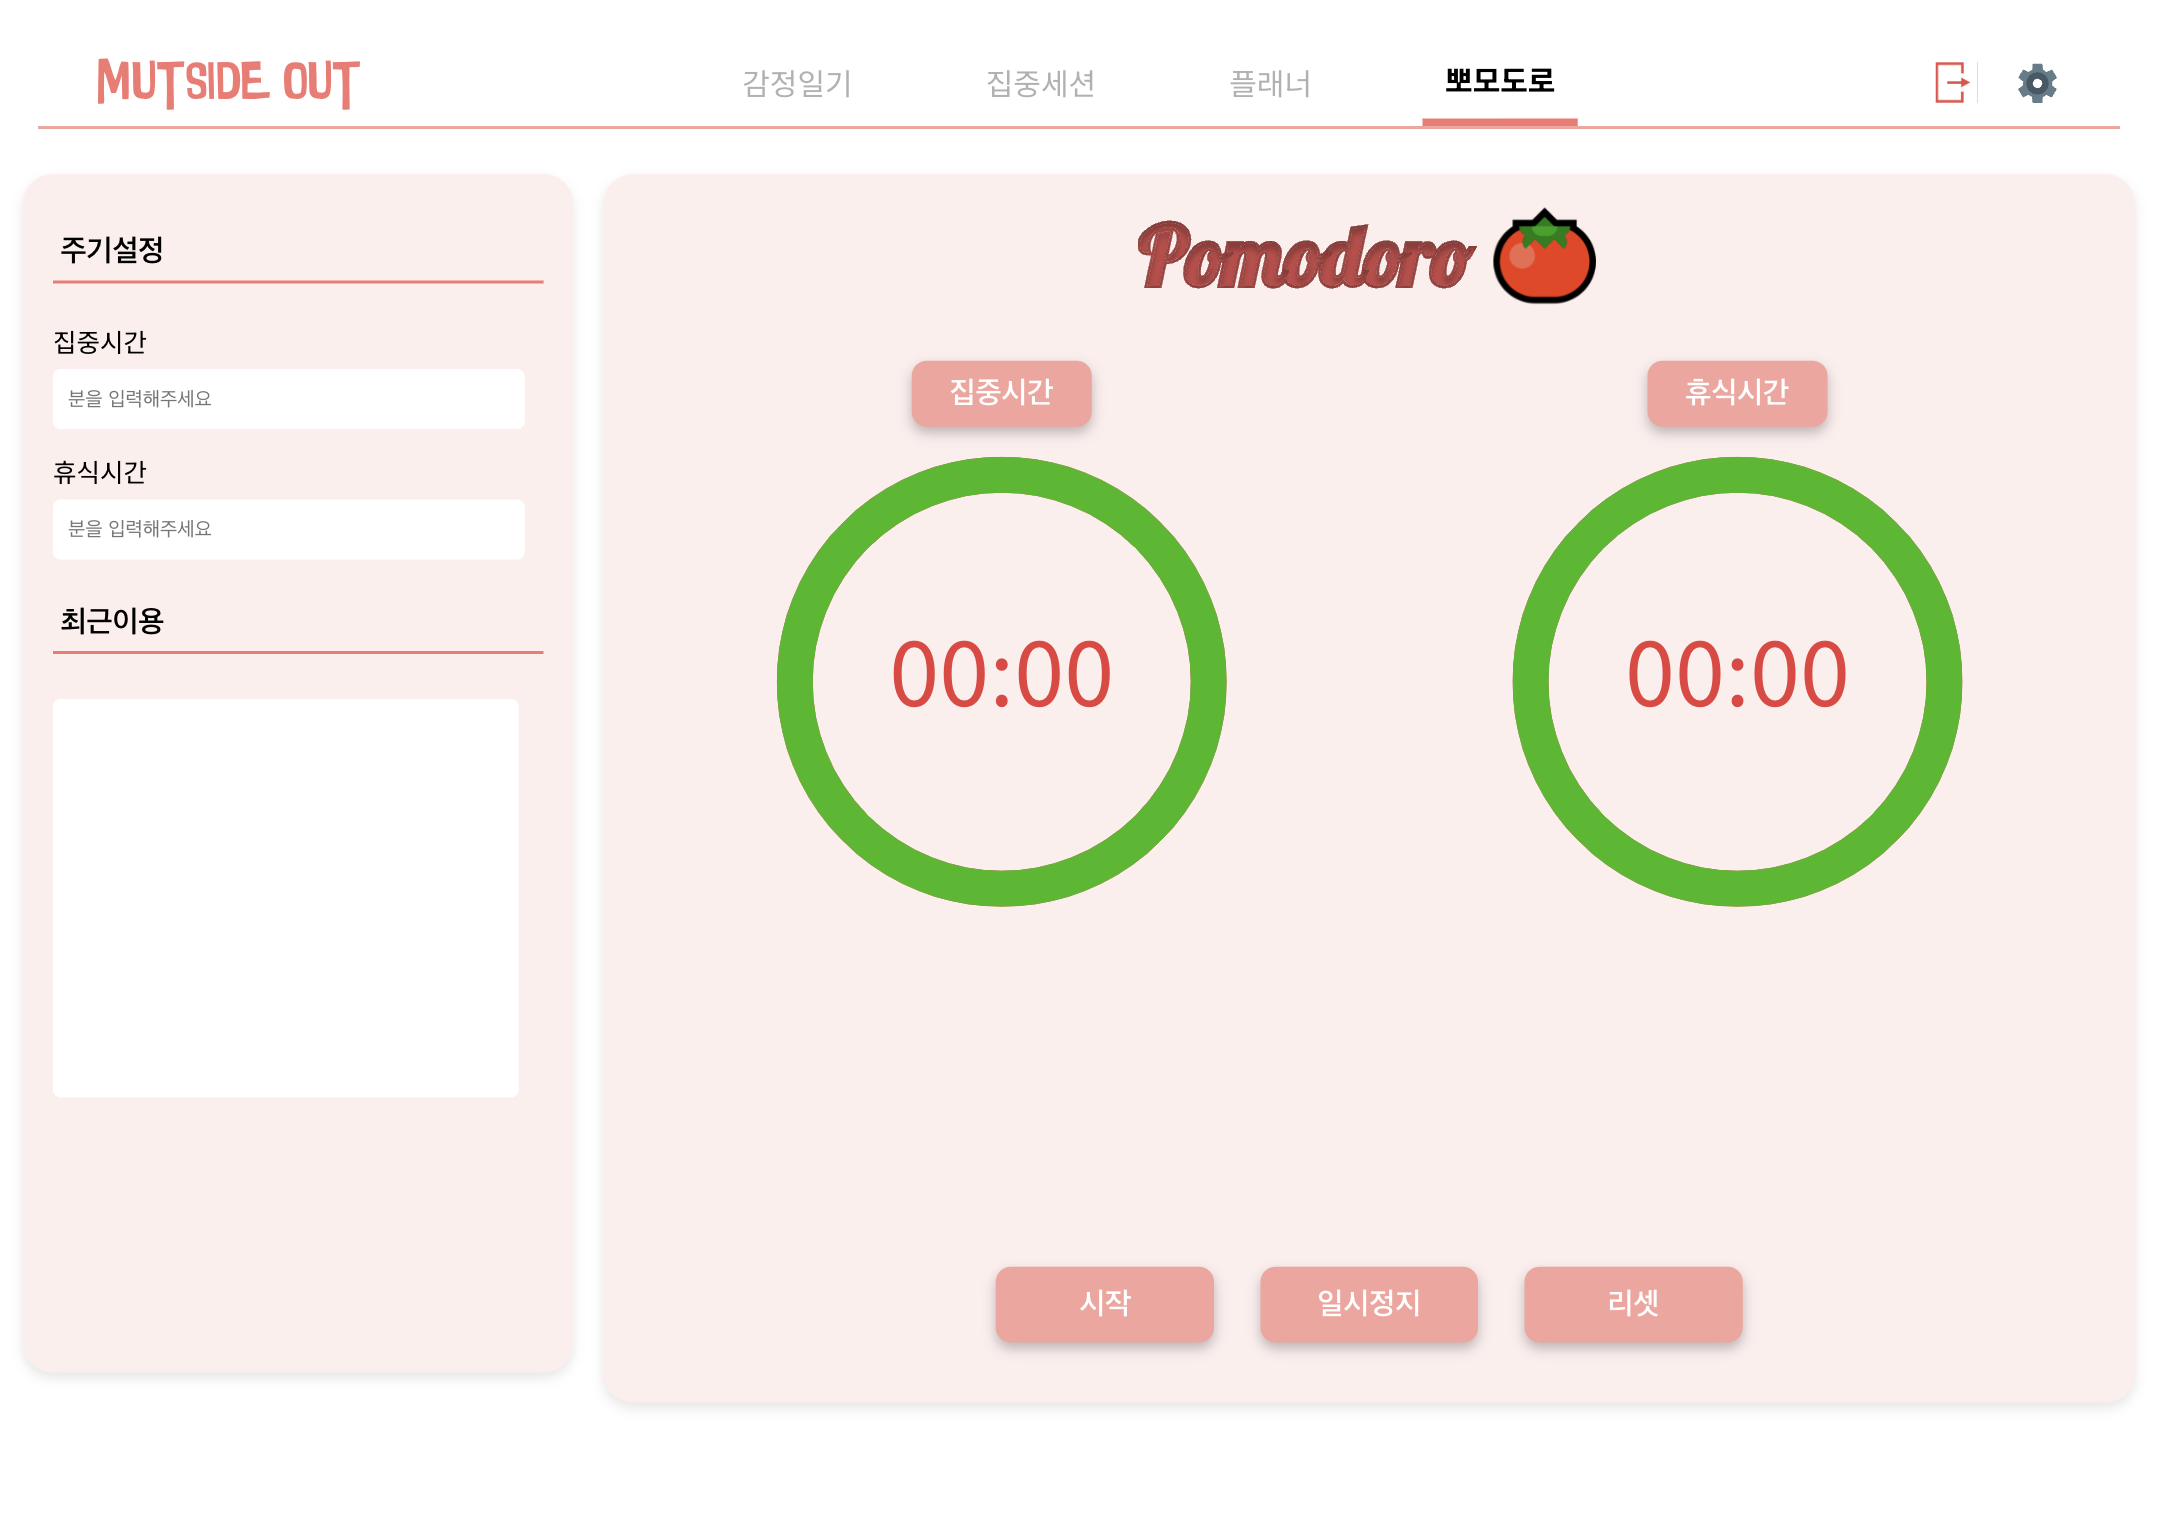 MUTSIDE OUT
감정일기
집중세션
플래너
뽀모도로
주기설정
집중시간
분을 입력해주세요
휴식시간
분을 입력해주세요
최근이용
Pomodoro
집중시간
휴식시간
00:00
00:00
시작
일시정지
리셋